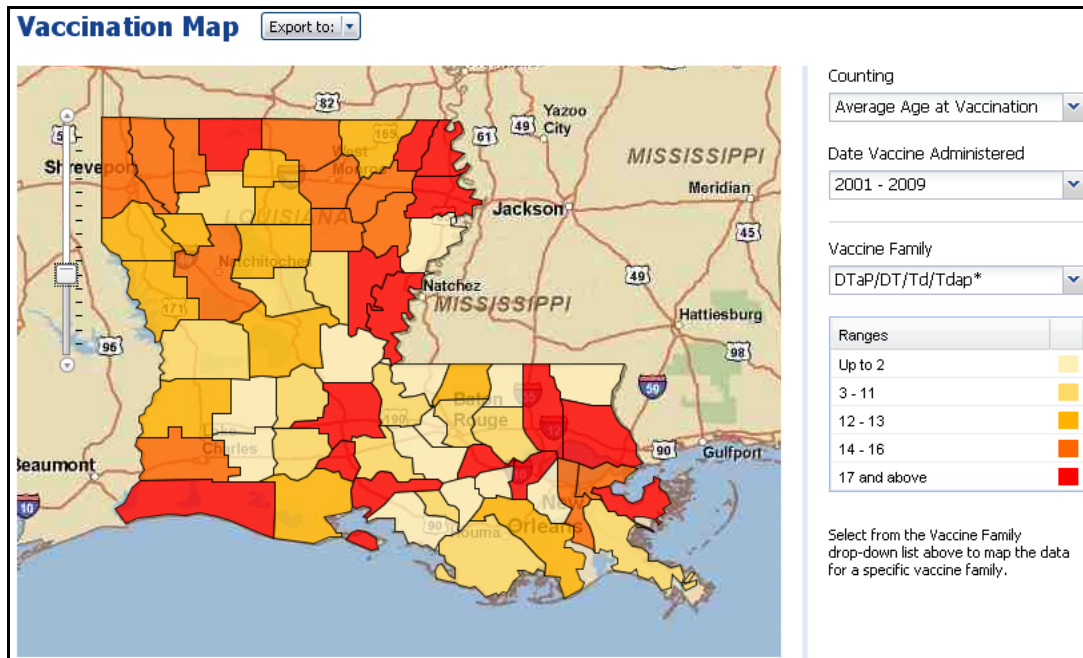 Vaccination Map
Export to:
82
Yazoo
City
49
61
165
West
Monroe
MISSISSIPPI
Shrevepo
Meridian
Jackson
LOUISIANA
45
Natchitoches
49
Natchez
MISSISSIPPI
171
Hattiesburg
96
98
Baton
Rouge
59
190
12
Lake
Charles
90
Gulfport
Beaumont
10
10
New
Orleans
90
Houma
Counting
Average Age at Vaccination
Date Vaccine Administered
2001 - 2009
Vaccine Family
DTaP/DT/Td/Tdap*
Ranges
Up to 2
3 - 11
12 - 13
14 - 16
17 and above
Select from the Vaccine Family
drop-down list above to map the data
for a specific vaccine family.